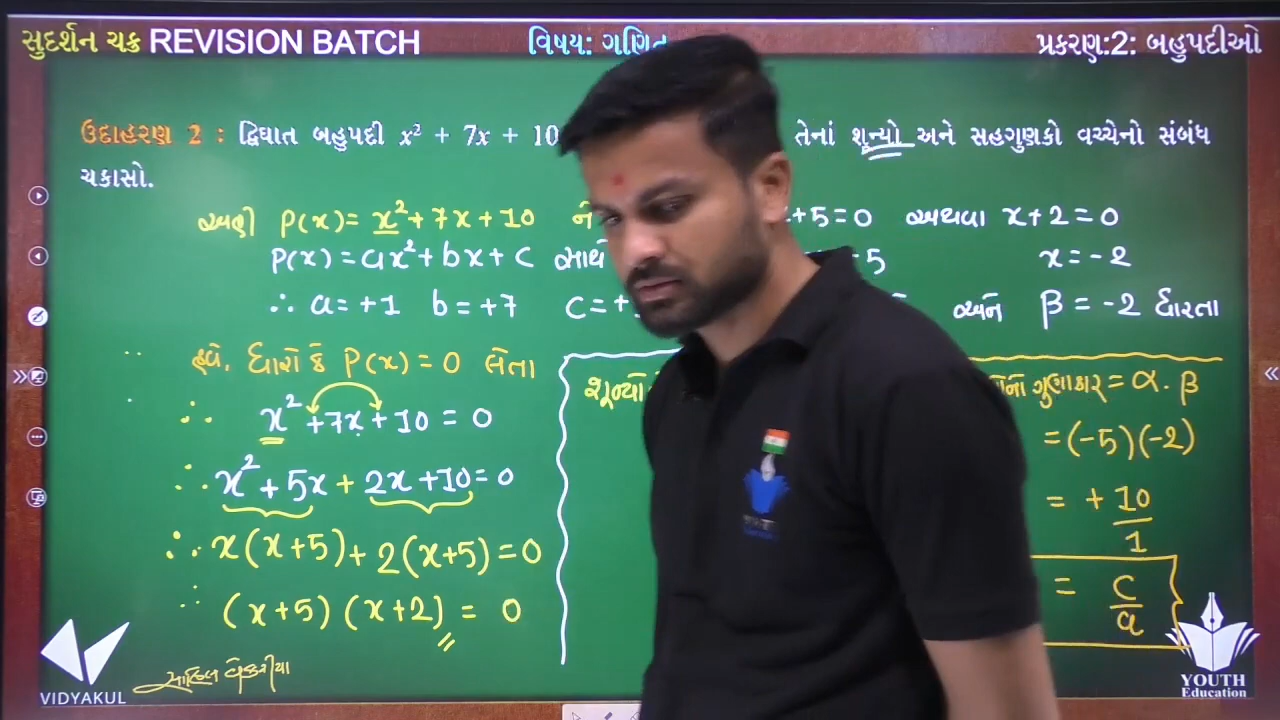 સુદર્શન ચક્ર REVISION BATCH
વિષય: ગણિત
પ્રકરણ:2: બહુપદીઓ
ઉદાહરણ 2 : દ્વિઘાત બહુપદી x² + 7x + 10 તેનાં શૂન્યો અને સહગુણકો વચ્ચેનો સંબંધ
ચકાસો.
અહીં P(x) = x² + 7x + 10 ને
P(x) = ax² + bx + c સાથે
∴ a = +1 b = +7 c = +
હવે, ધારો કે P(x) = 0 લેતા
∴ x² + 7x + 10 = 0
∴ x² + 5x + 2x + 10 = 0
∴ x(x+5) + 2(x+5) = 0
∴ (x+5) (x+2) = 0
+5 = 0 અથવા x+2 = 0
-5 x = -2
અને β = -2 ધારતા
શૂન્યો
ગુણાકાર = α . β
= (-5)(-2)
= + 10/1
= c/a
VIDYAKUL
YOUTH
Education